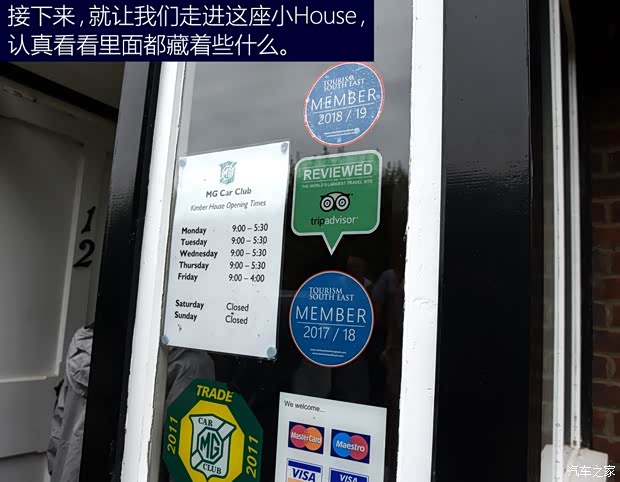 接下来，就让我们走进这座小House，
认真看看里面都藏着些什么。
TOURISM
SOUTH EAST
MEMBER
2018 / 19
REVIEWED
THE WORLD'S LARGEST TRAVEL SITE
tripadvisor
MG Car Club
Kimber House Opening Times
Monday 9:00 – 5:30
Tuesday 9:00 – 5:30
Wednesday 9:00 – 5:30
Thursday 9:00 – 5:30
Friday 9:00 – 4:00
Saturday Closed
Sunday Closed
TOURISM
SOUTH EAST
MEMBER
2017 / 18
12
TRADE
2011
CAR
MG
CLUB
2011
We welcome...
MasterCard
Maestro
VISA
VISA
汽车之家